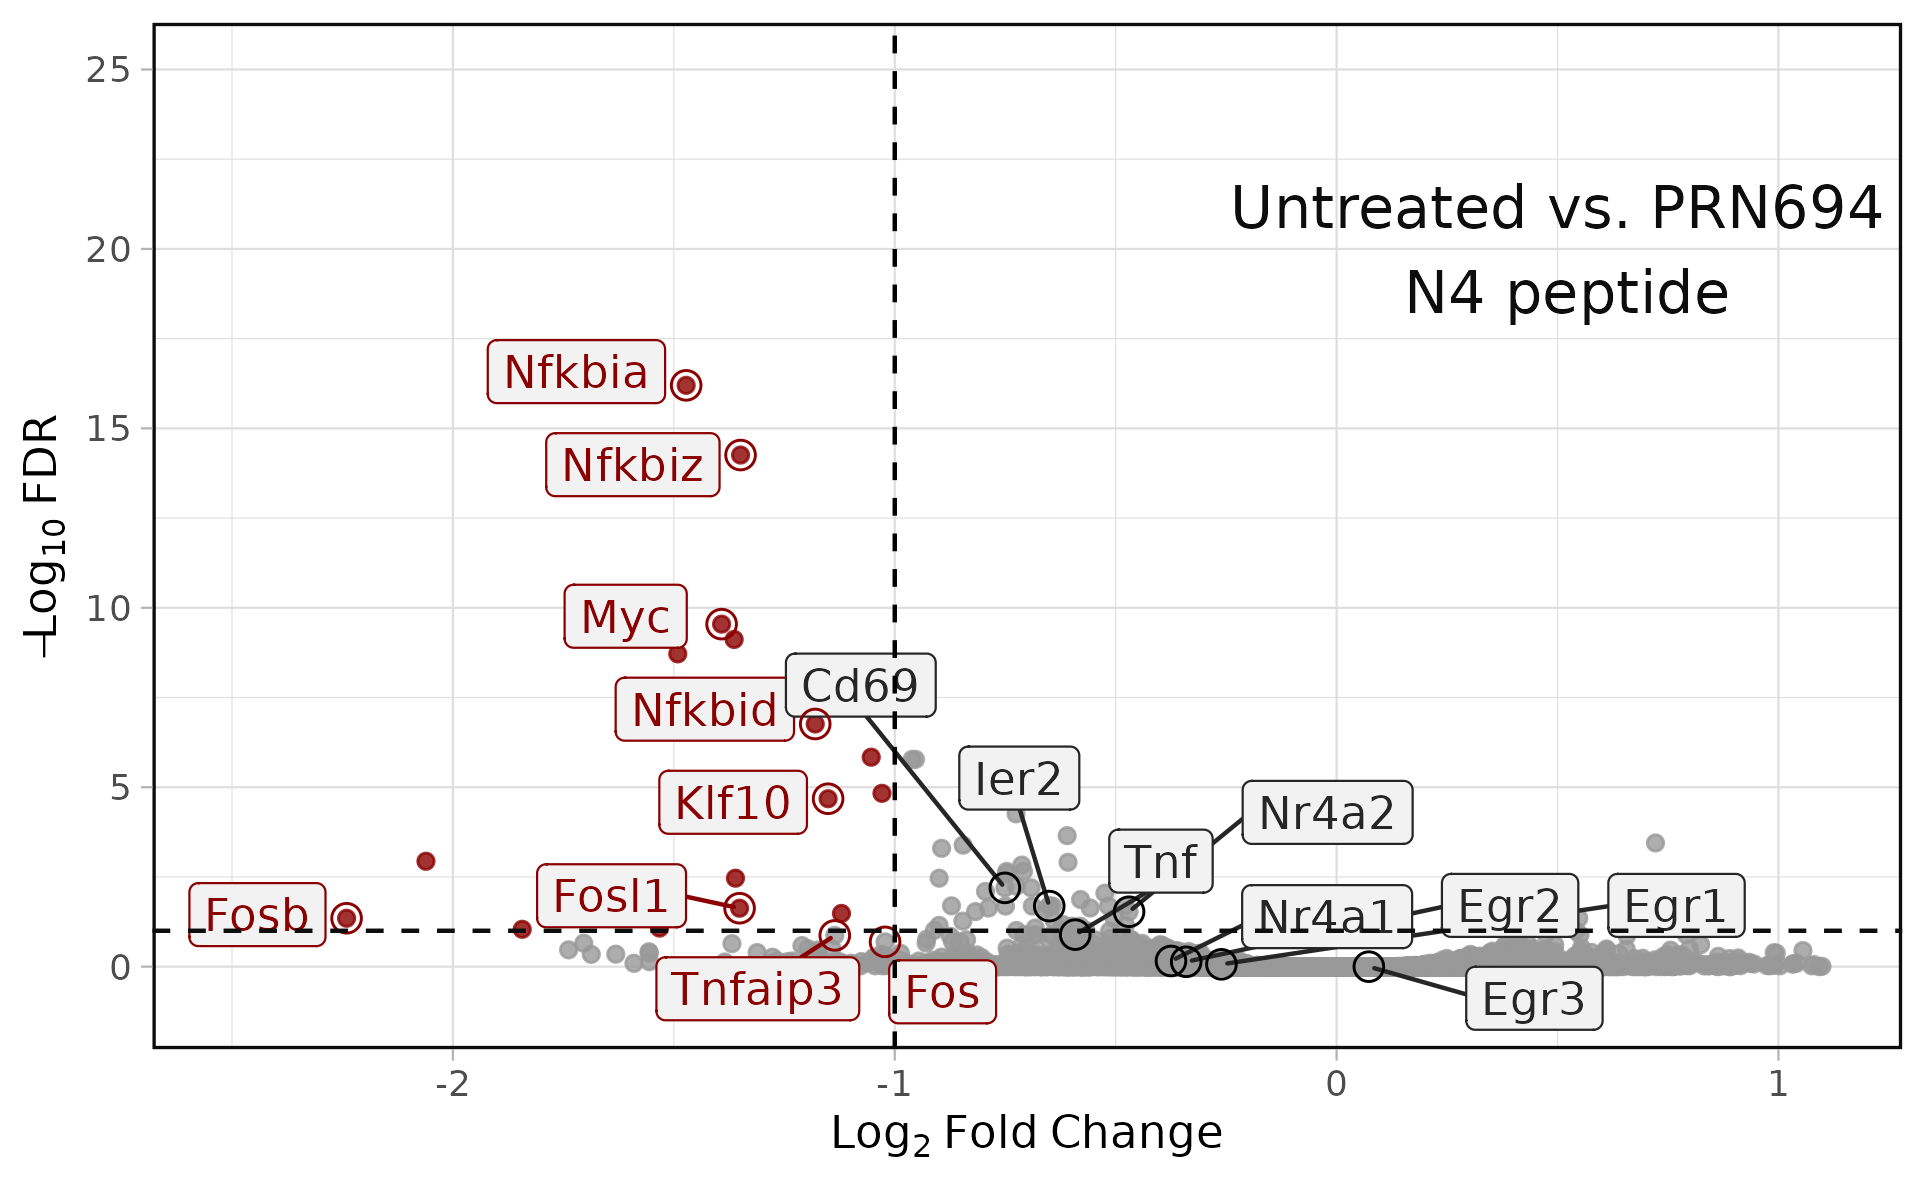 25
20
15
10
5
0
-2
-1
0
1
−Log10 FDR
Log2 Fold Change
Untreated vs. PRN694
N4 peptide
Nfkbia
Nfkbiz
Myc
Cd69
Nfkbid
Ier2
Klf10
Nr4a2
Tnf
Fosl1
Fosb
Nr4a1
Egr2
Egr1
Tnfaip3
Fos
Egr3